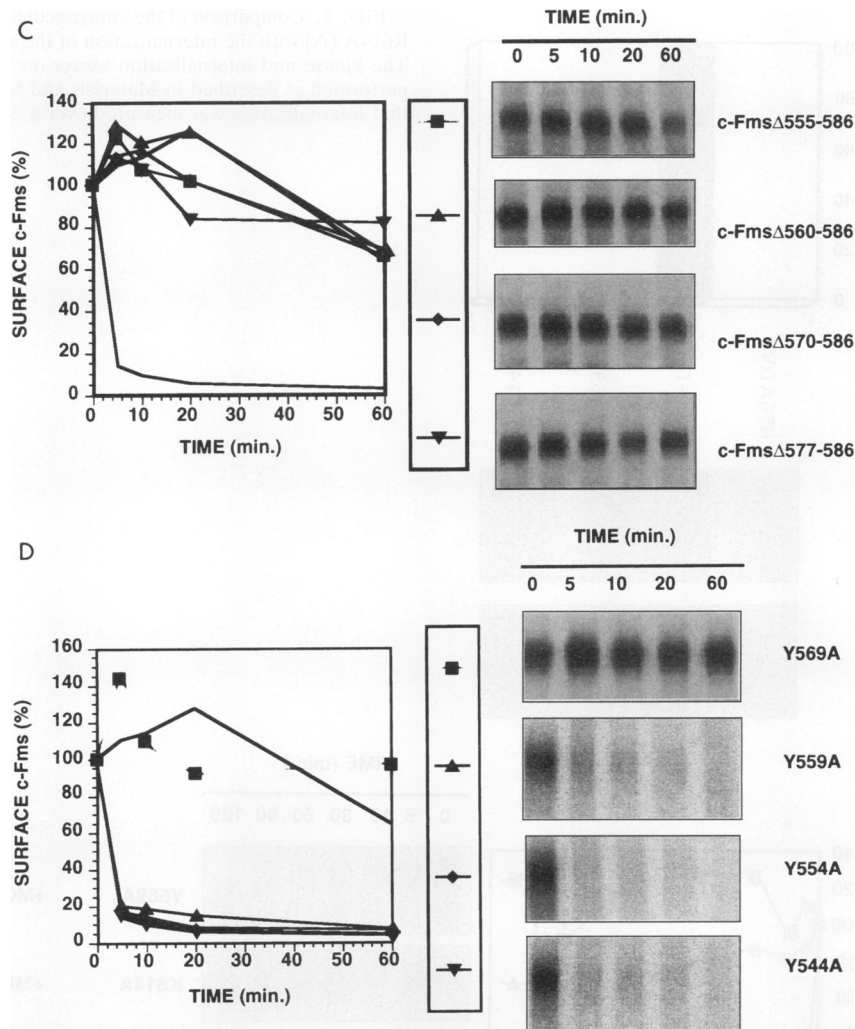 C
TIME (min.)
0 5 10 20 60
140
120
100
80
60
40
20
0
SURFACE c-Fms (%)
0 10 20 30 40 50 60
TIME (min.)
c-FmsΔ555-586
c-FmsΔ560-586
c-FmsΔ570-586
c-FmsΔ577-586
D
TIME (min.)
0 5 10 20 60
160
140
120
100
80
60
40
20
0
SURFACE c-Fms (%)
0 10 20 30 40 50 60
TIME (min.)
Y569A
Y559A
Y554A
Y544A